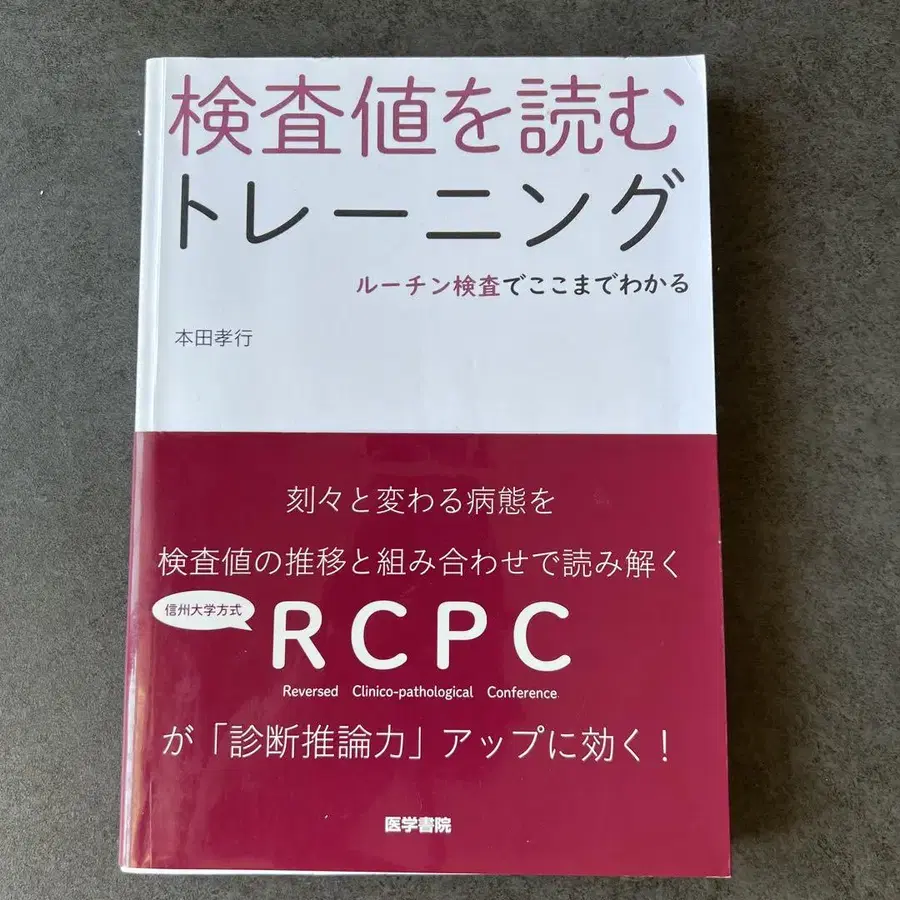 検査値を読む
トレーニング
ルーチン検査でここまでわかる
本田孝行
刻々と変わる病態を
検査値の推移と組み合わせで読み解く
信州大学方式
RCPC
Reversed Clinico-pathological Conference
が「診断推論力」アップに効く!
医学書院